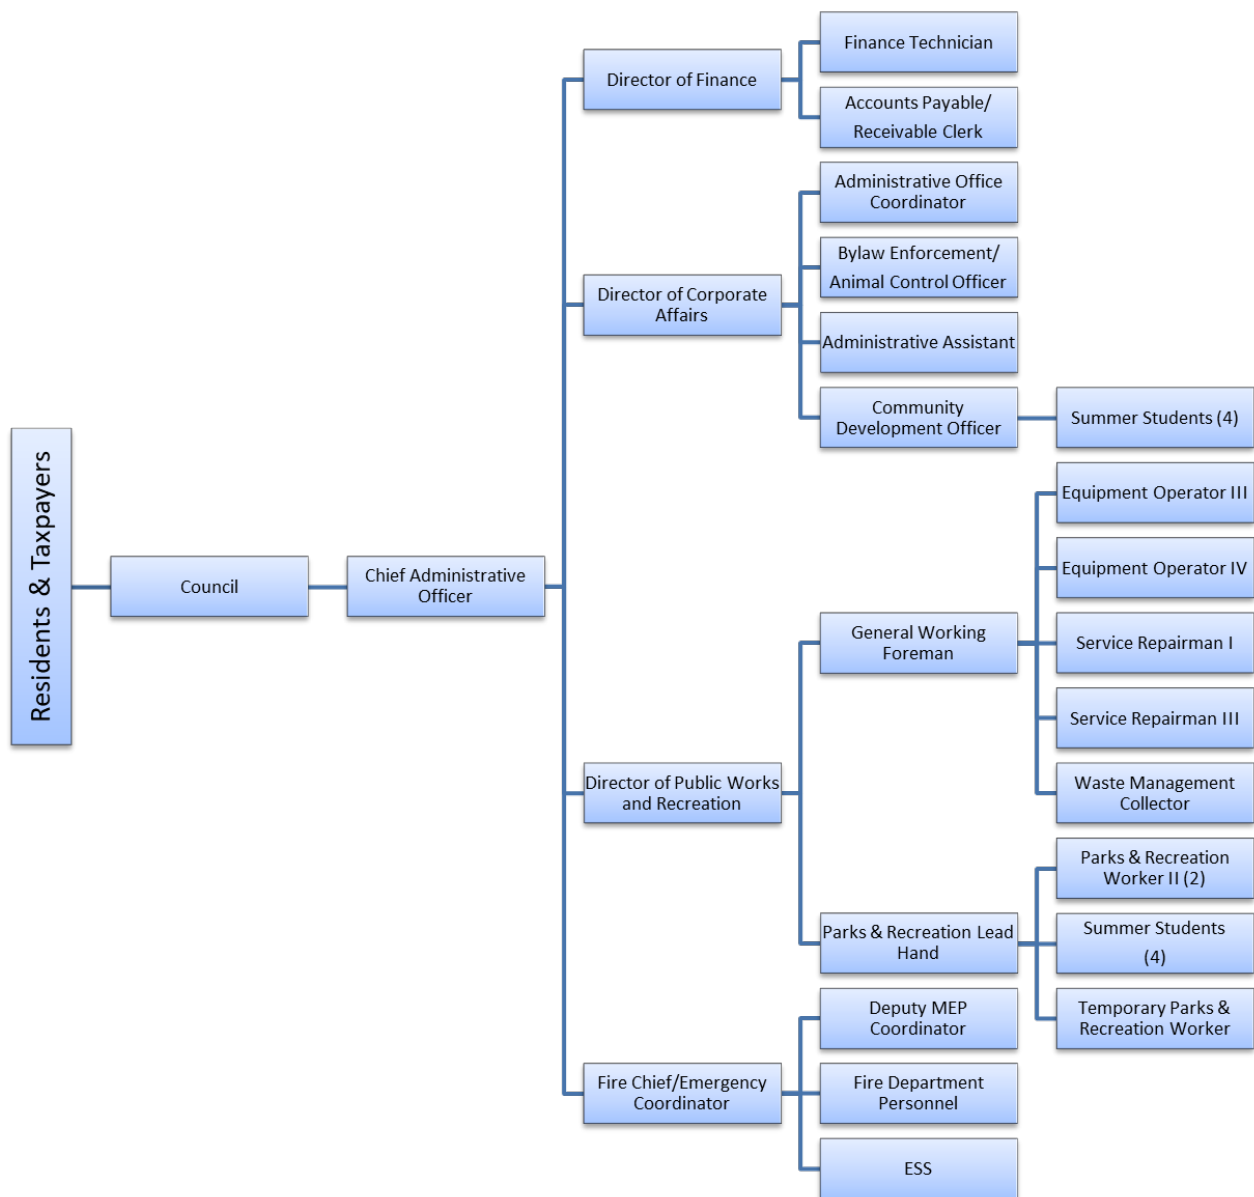 Residents & Taxpayers
Council
Chief Administrative
Officer
Director of Finance
Finance Technician
Accounts Payable/
Receivable Clerk
Director of Corporate
Affairs
Administrative Office
Coordinator
Bylaw Enforcement/
Animal Control Officer
Administrative Assistant
Community
Development Officer
Summer Students (4)
Director of Public Works
and Recreation
General Working
Foreman
Equipment Operator III
Equipment Operator IV
Service Repairman I
Service Repairman III
Waste Management
Collector
Parks & Recreation Lead
Hand
Parks & Recreation
Worker II (2)
Summer Students
(4)
Temporary Parks &
Recreation Worker
Fire Chief/Emergency
Coordinator
Deputy MEP
Coordinator
Fire Department
Personnel
ESS